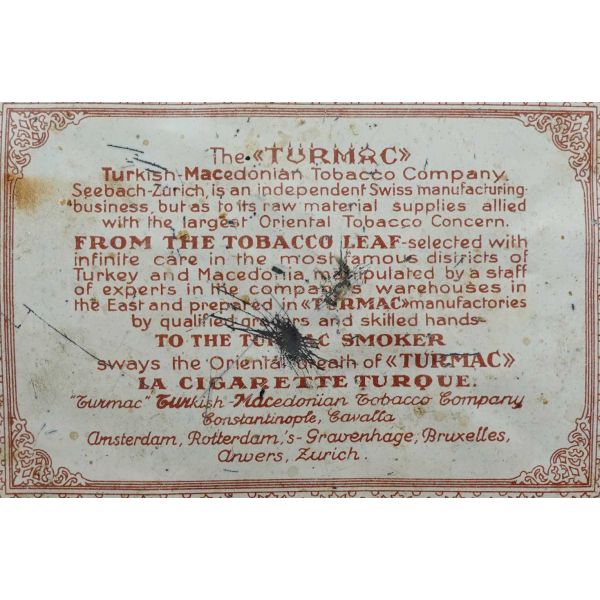 The «TURMAC»
Turkish-Macedonian Tobacco Company
Seebach-Zürich, is an independent Swiss manufacturing
business, but as to its raw material supplies allied
with the largest Oriental Tobacco Concern.
FROM THE TOBACCO LEAF-selected with
infinite care in the most famous districts of
Turkey and Macedonia, manipulated by a staff
of experts in the company's warehouses in
the East and prepared in «TURMAC» manufactories
by qualified and skilled hands-
TO THE TURMAC SMOKER
sways the Oriental breath of «TURMAC»
LA CIGARETTE TURQUE.
"Turmac" Turkish-Macedonian Tobacco Company
Constantinople, Cavalla
Amsterdam, Rotterdam,'s-Gravenhage, Bruxelles,
Anvers, Zurich.